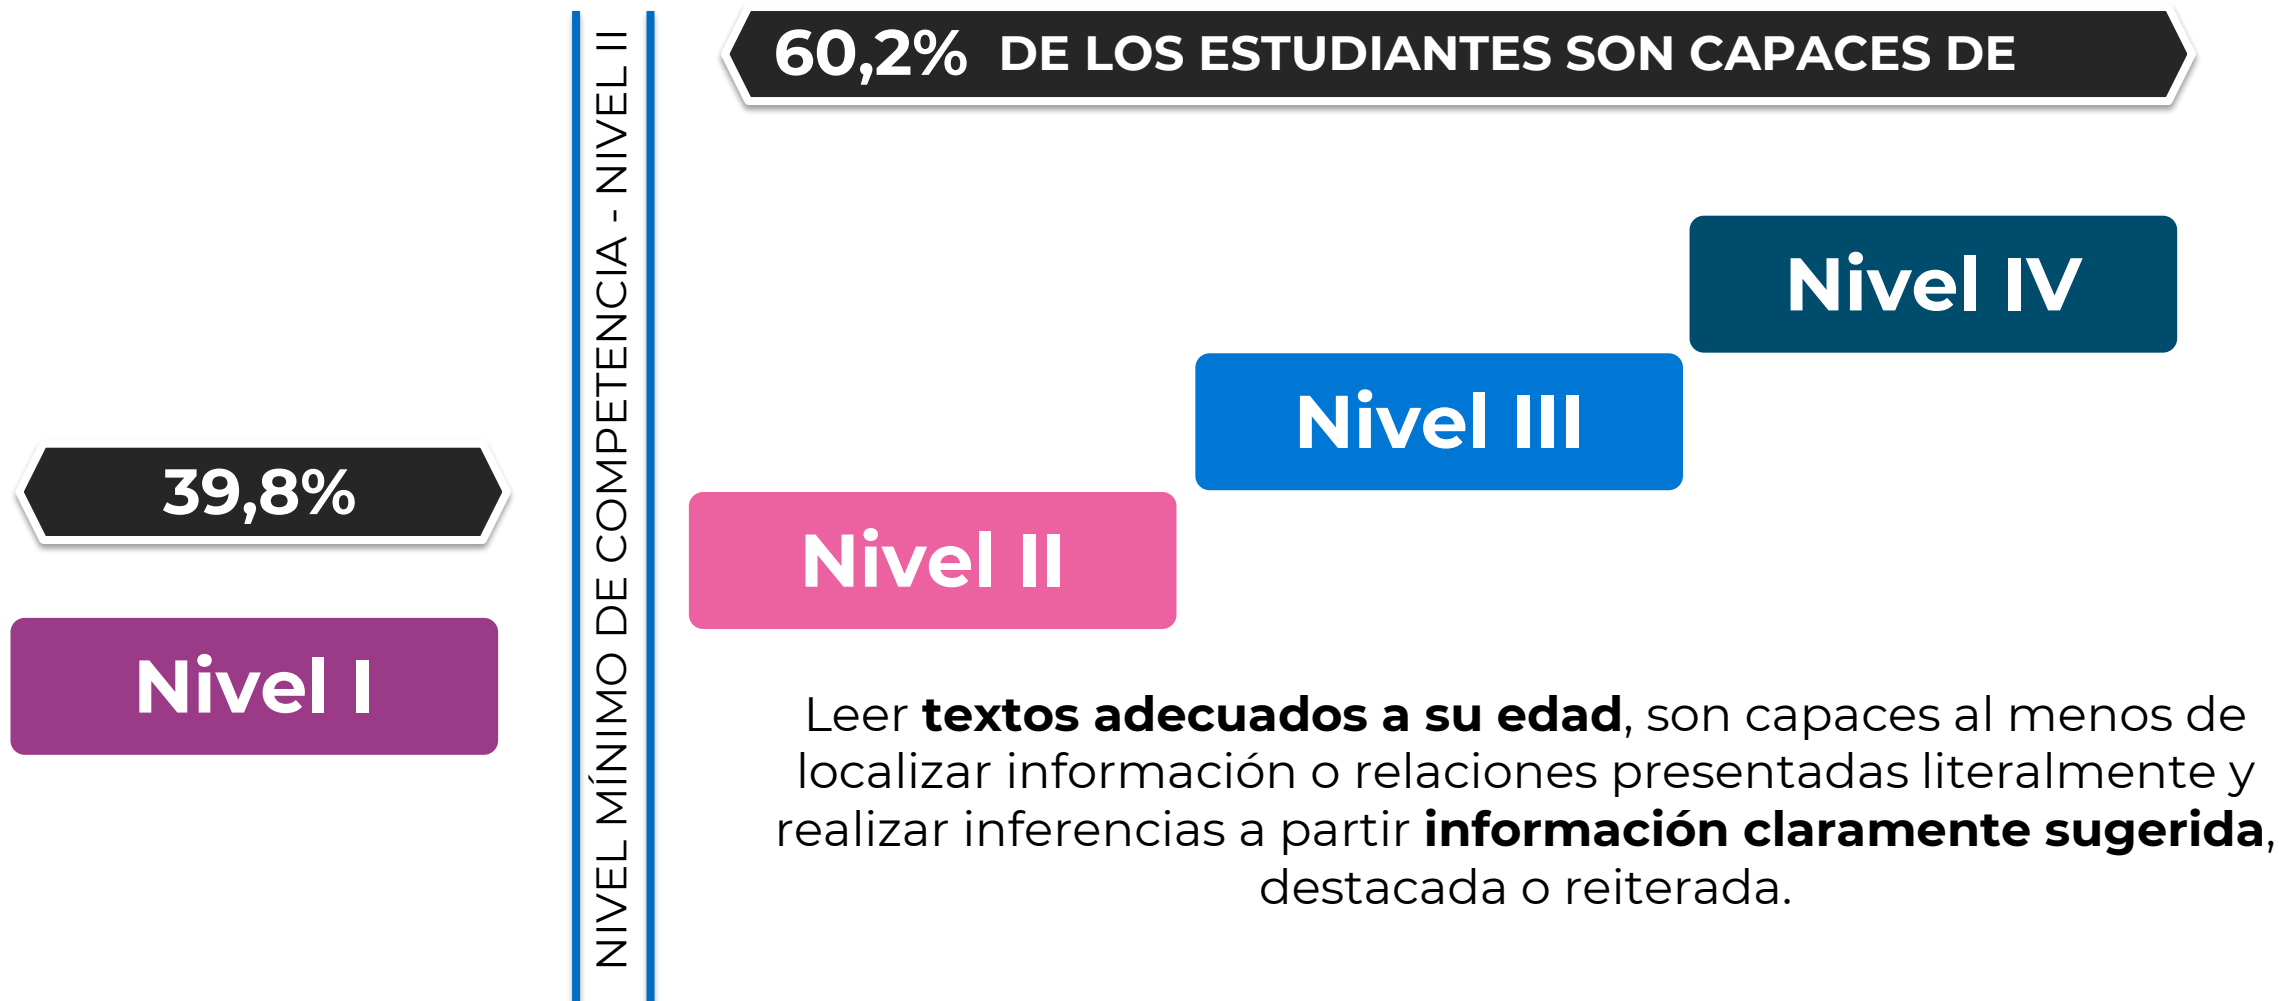 39,8%
Nivel I
NIVEL MÍNIMO DE COMPETENCIA - NIVEL II
60,2% DE LOS ESTUDIANTES SON CAPACES DE
Nivel IV
Nivel III
Nivel II
Leer textos adecuados a su edad, son capaces al menos de
localizar información o relaciones presentadas literalmente y
realizar inferencias a partir información claramente sugerida,
destacada o reiterada.